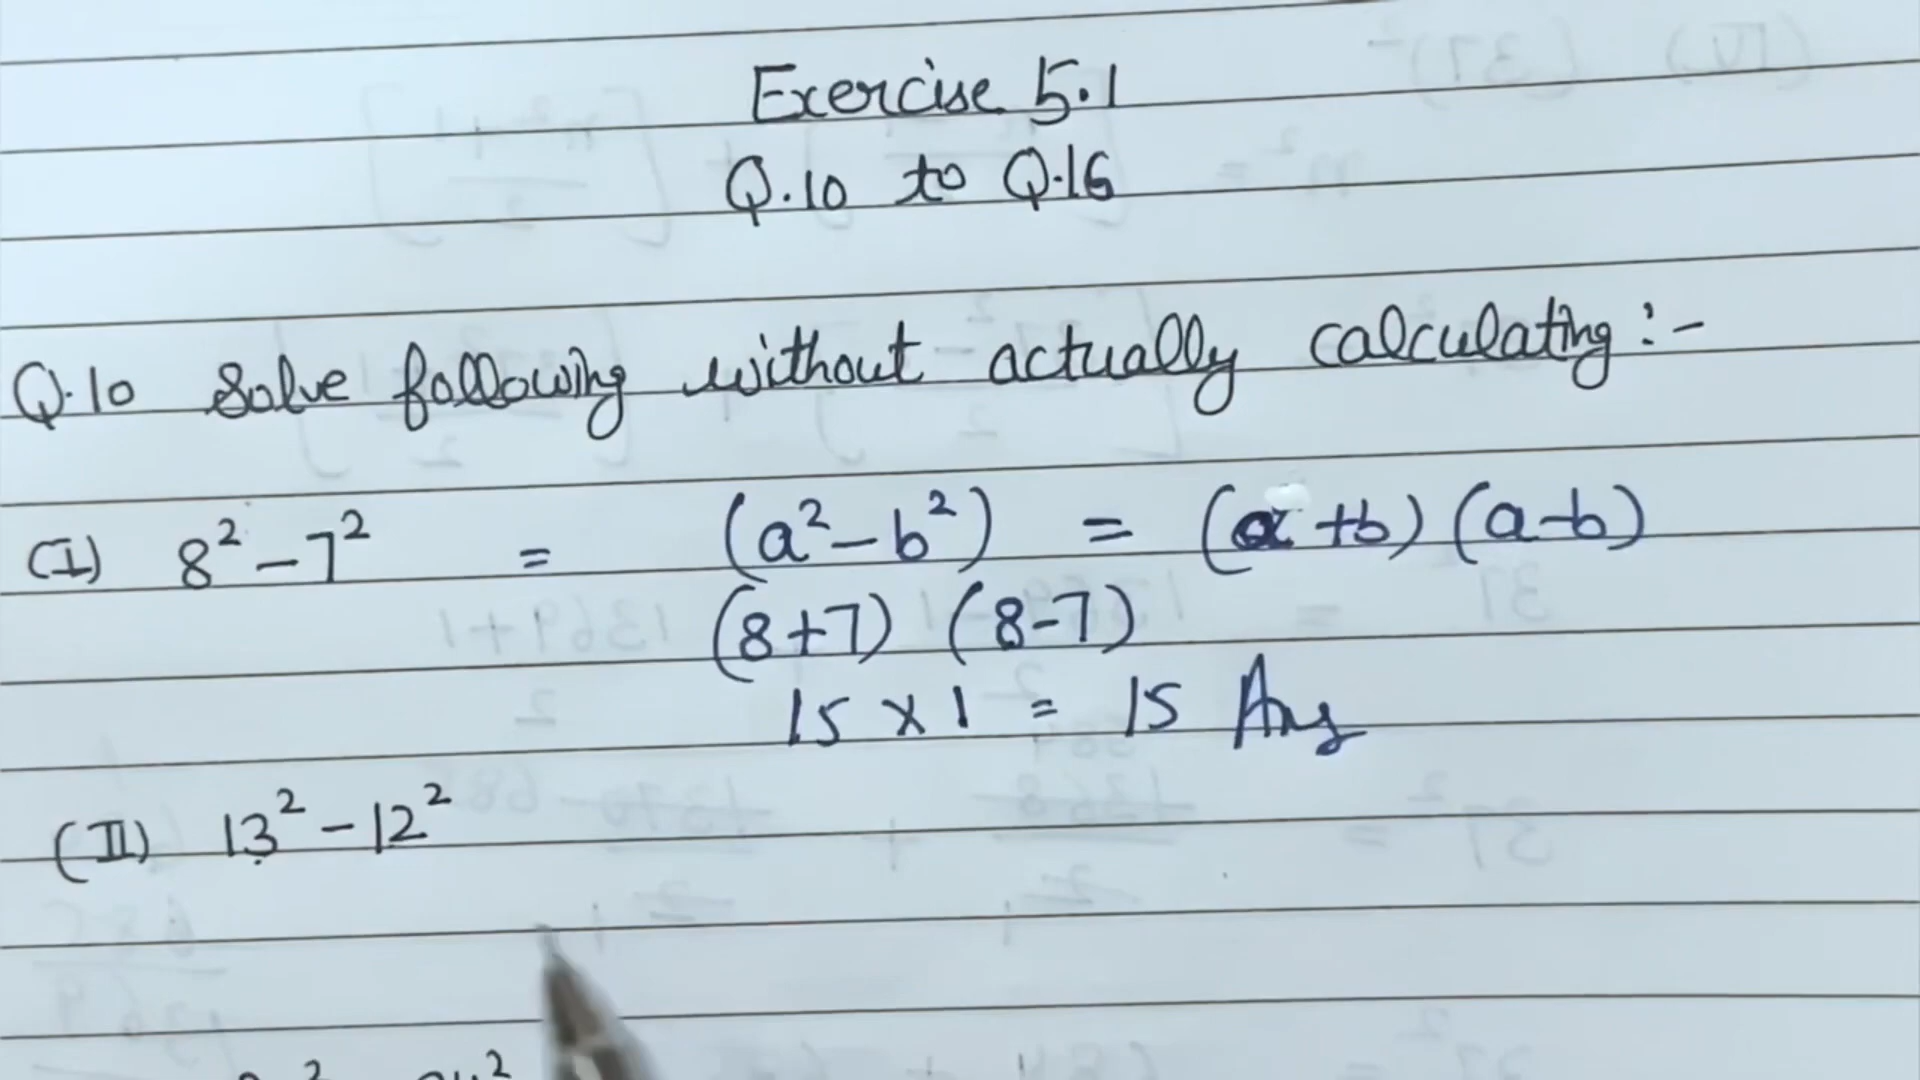 Exercise 5.1
Q.10 to Q.16
Q.10 Solve following without actually calculating :-
(I) 8² - 7² = (a² - b²) = (a + b) (a - b)
(8 + 7) (8 - 7)
15 x 1 = 15 Ans
(II) 13² - 12²